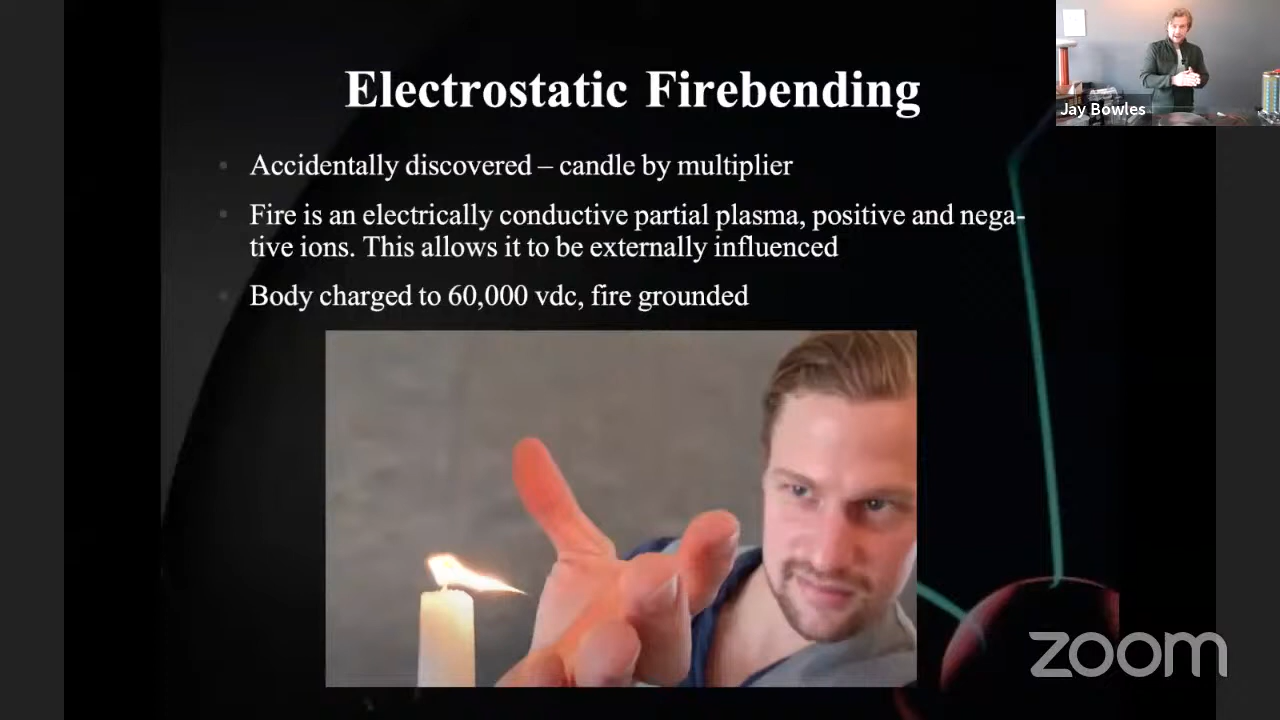 Electrostatic Firebending
Jay Bowles
Accidentally discovered – candle by multiplier
Fire is an electrically conductive partial plasma, positive and nega-
tive ions. This allows it to be externally influenced
Body charged to 60,000 vdc, fire grounded
zoom